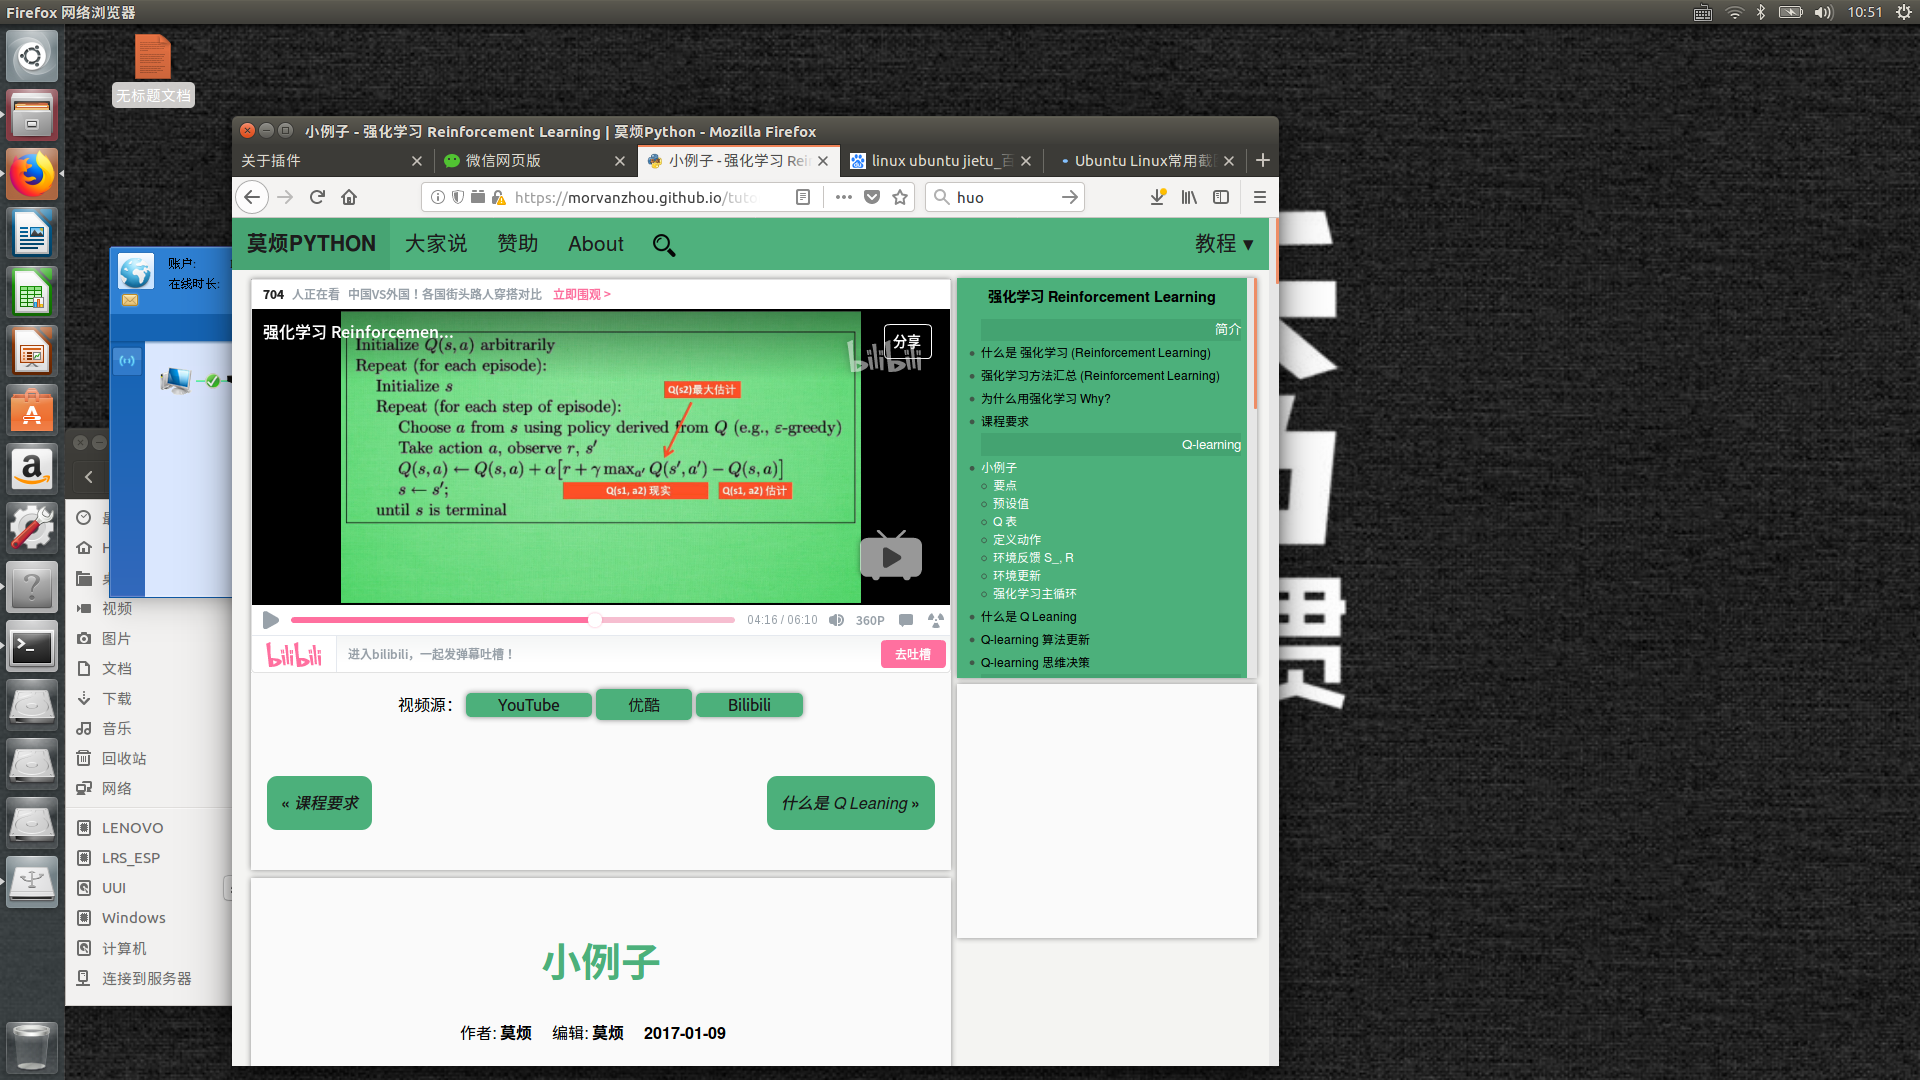 Firefox 网络浏览器
10:51
无标题文档
小例子 - 强化学习 Reinforcement Learning | 莫烦Python - Mozilla Firefox
关于插件
微信网页版
小例子 - 强化学习 Rei
linux ubuntu jietu_百
Ubuntu Linux常用截
https://morvanzhou.github.io/tuto
huo
莫烦PYTHON
大家说
赞助
About
教程 ▾
账户:
在线时长:
704 人正在看 中国VS外国！各国街头路人穿搭对比 立即围观 >
强化学习 Reinforcemen...
分享
bilibili
Initialize Q(s, a) arbitrarily
Repeat (for each episode):
Initialize s
Q(s2)最大估计
Repeat (for each step of episode):
Choose a from s using policy derived from Q (e.g., ε-greedy)
Take action a, observe r, s′
Q(s, a) ← Q(s, a) + α[r + γ maxa′ Q(s′, a′) − Q(s, a)]
s ← s′;
Q(s1, a2) 现实
Q(s1, a2) 估计
until s is terminal
04:16 / 06:10
360P
bilibili
进入bilibili，一起发弹幕吐槽！
去吐槽
视频源：
YouTube
优酷
Bilibili
« 课程要求
什么是 Q Leaning »
小例子
作者: 莫烦 编辑: 莫烦 2017-01-09
强化学习 Reinforcement Learning
简介
什么是 强化学习 (Reinforcement Learning)
强化学习方法汇总 (Reinforcement Learning)
为什么用强化学习 Why?
课程要求
Q-learning
小例子
要点
预设值
Q 表
定义动作
环境反馈 S_, R
环境更新
强化学习主循环
什么是 Q Leaning
Q-learning 算法更新
Q-learning 思维决策
视频
图片
文档
下载
音乐
回收站
网络
LENOVO
LRS_ESP
UUI
Windows
计算机
连接到服务器